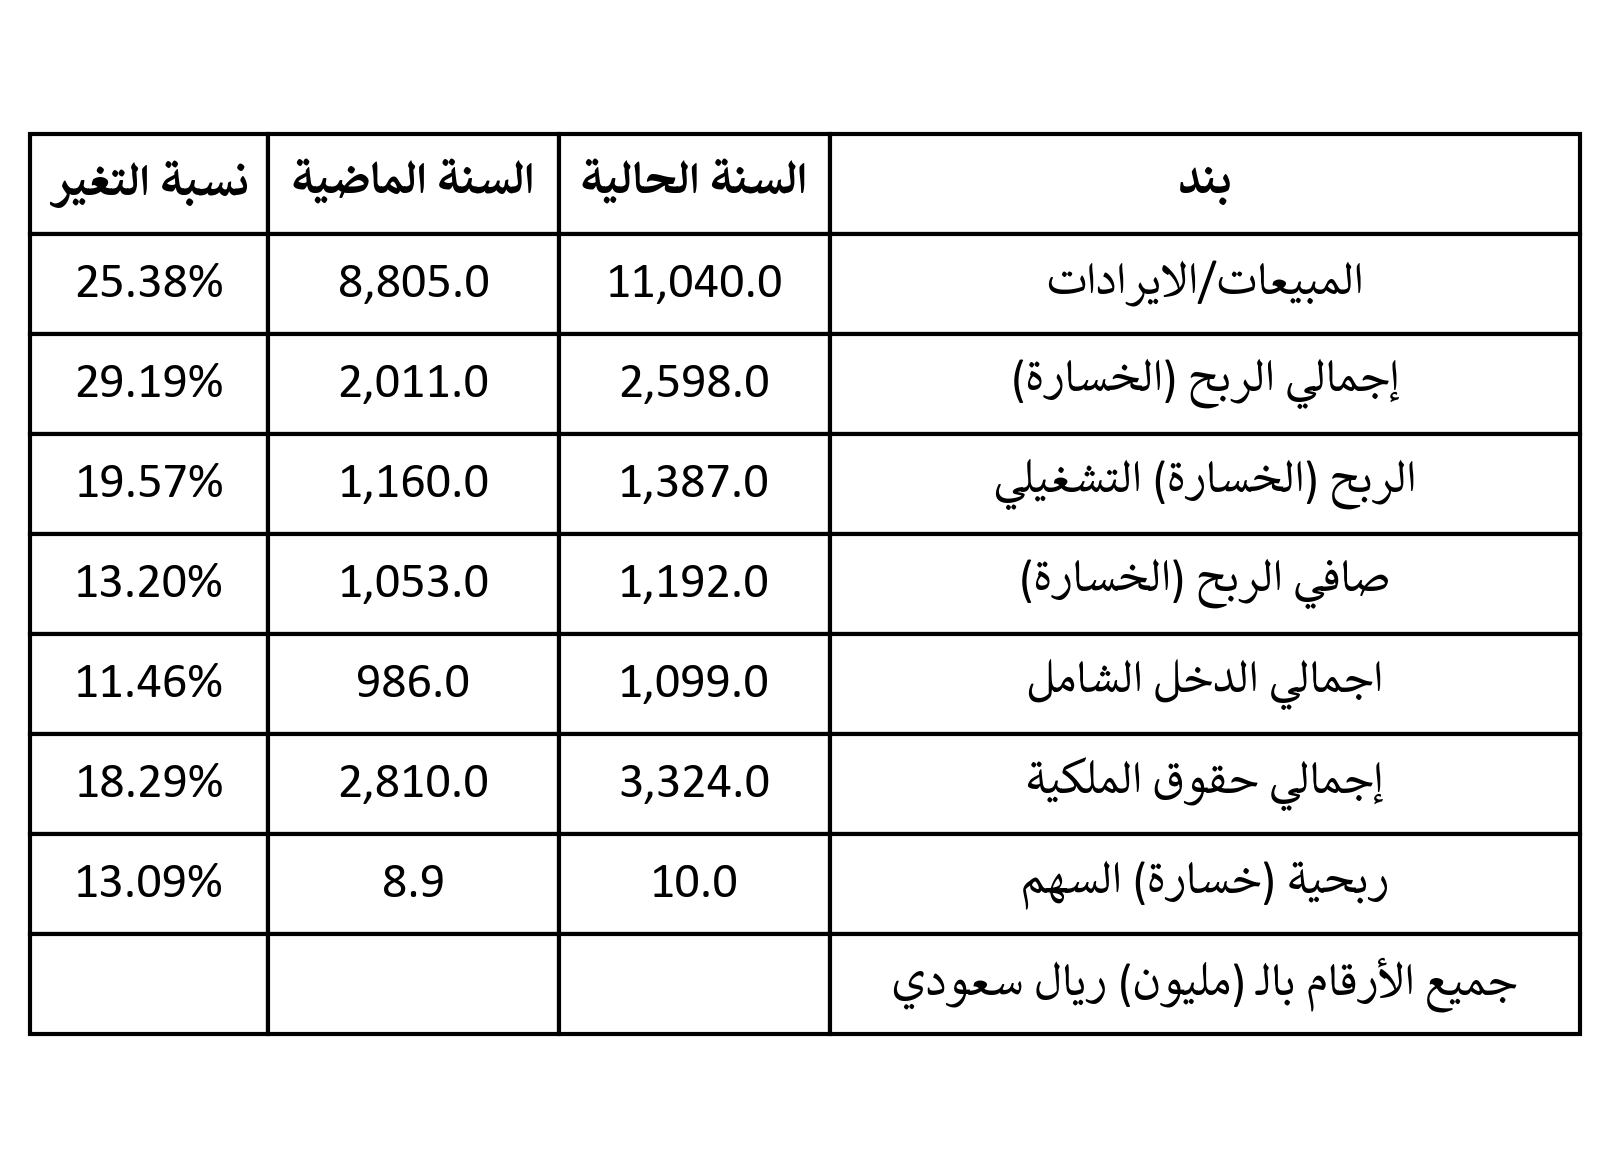 بند السنة الحالية السنة الماضية نسبة التغير
المبيعات/الايرادات 11,040.0 8,805.0 25.38%
إجمالي الربح (الخسارة) 2,598.0 2,011.0 29.19%
الربح (الخسارة) التشغيلي 1,387.0 1,160.0 19.57%
صافي الربح (الخسارة) 1,192.0 1,053.0 13.20%
اجمالي الدخل الشامل 1,099.0 986.0 11.46%
إجمالي حقوق الملكية 3,324.0 2,810.0 18.29%
ربحية (خسارة) السهم 10.0 8.9 13.09%
جميع الأرقام بالـ (مليون) ريال سعودي